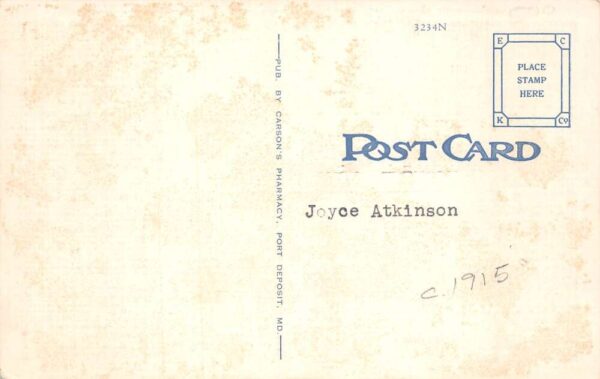 3234N
E C
PLACE
STAMP
HERE
K Co
POST CARD
PUB. BY CARSON'S PHARMACY, PORT DEPOSIT, MD.
Joyce Atkinson
c. 1915